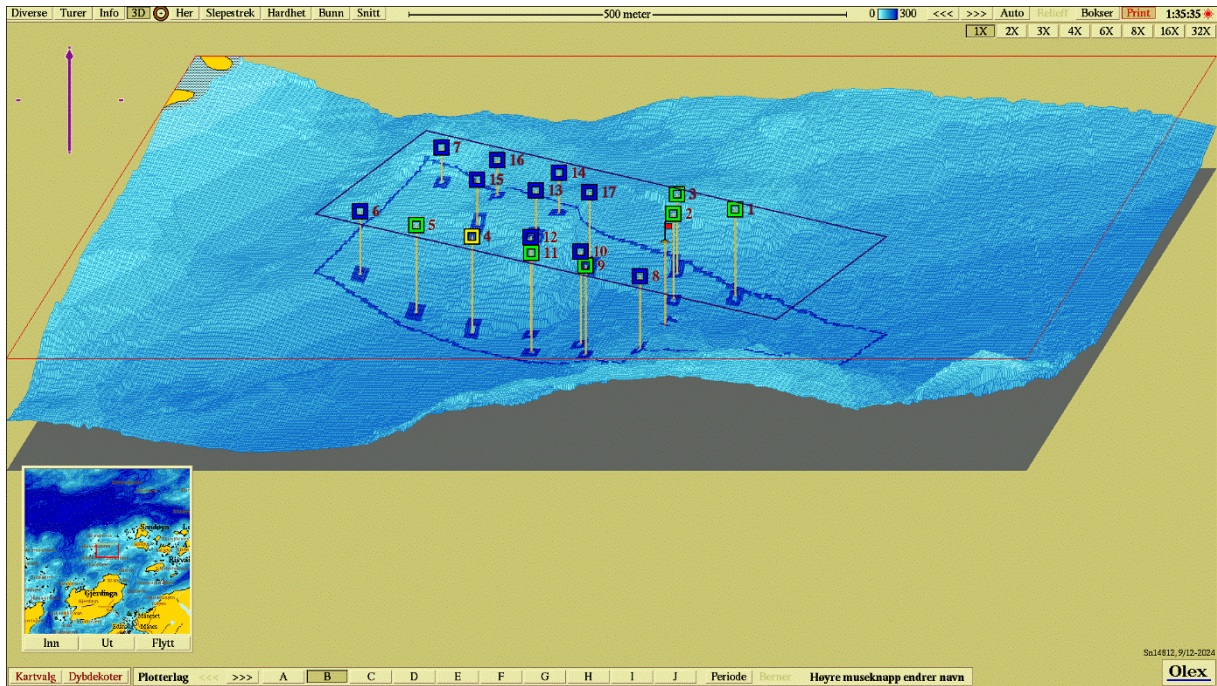 Diverse Turer Info 3D Her Slepestrek Hardhet Bunn Snitt 500 meter 0 300 <<< >>> Auto Relieff Bokser Print 1:35:35
1X 2X 3X 4X 6X 8X 16X 32X
7
16
14
15
13
17
3
6
2
1
5
4
12
11
10
9
8
Gjerdinga
Inn Ut Flytt
Sn14812, 9/12-2024
Kartvalg Dybdekoter Plotterlag <<< >>> A B C D E F G H I J Periode Berner Høyre museknapp endrer navn
Olex